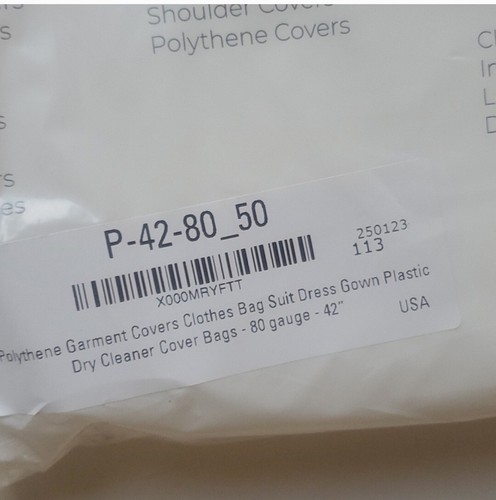 Shoulder Covers
Polythene Covers
P-42-80_50
X000MRYFTT
250123
113
Polythene Garment Covers Clothes Bag Suit Dress Gown Plastic
Dry Cleaner Cover Bags - 80 gauge - 42"
USA